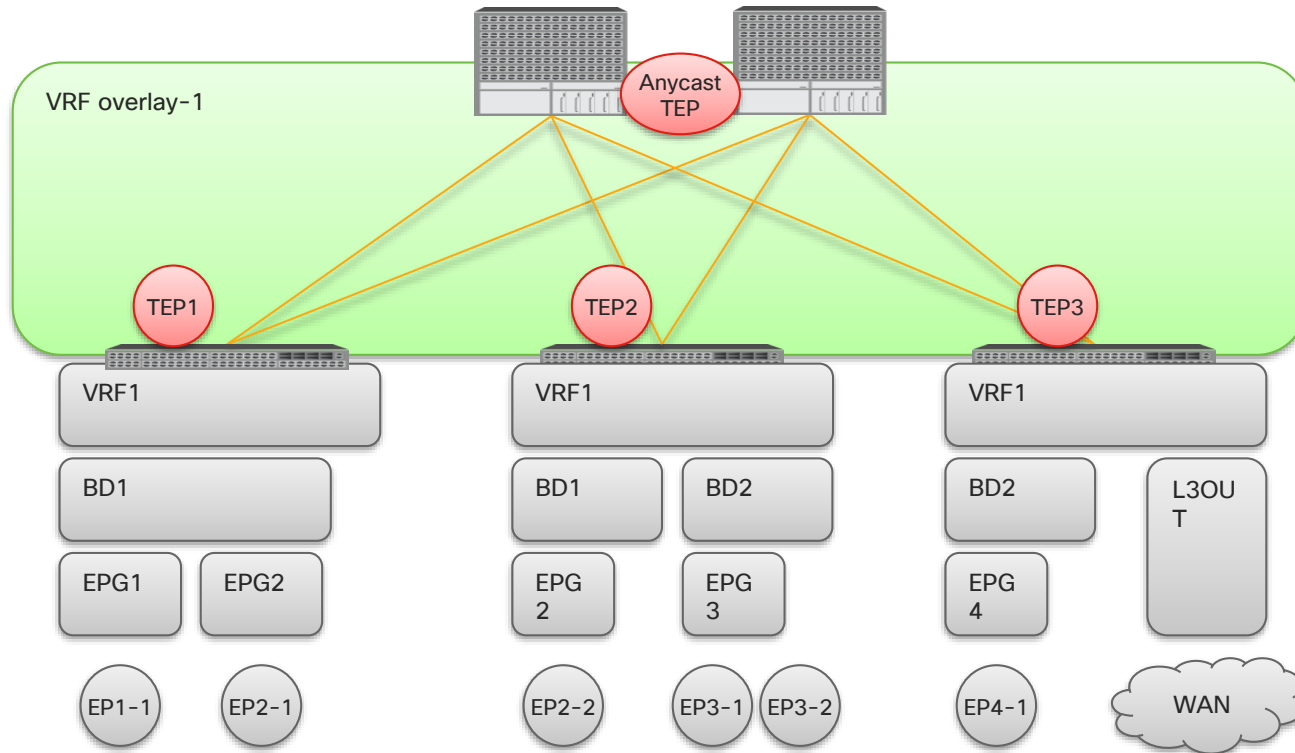 Anycast
TEP
VRF overlay-1
TEP1
TEP2
TEP3
VRF1
VRF1
VRF1
BD1
BD1
BD2
BD2
L3OU
T
EPG1
EPG2
EPG
2
EPG
3
EPG
4
EP1-1
EP2-1
EP2-2
EP3-1
EP3-2
EP4-1
WAN